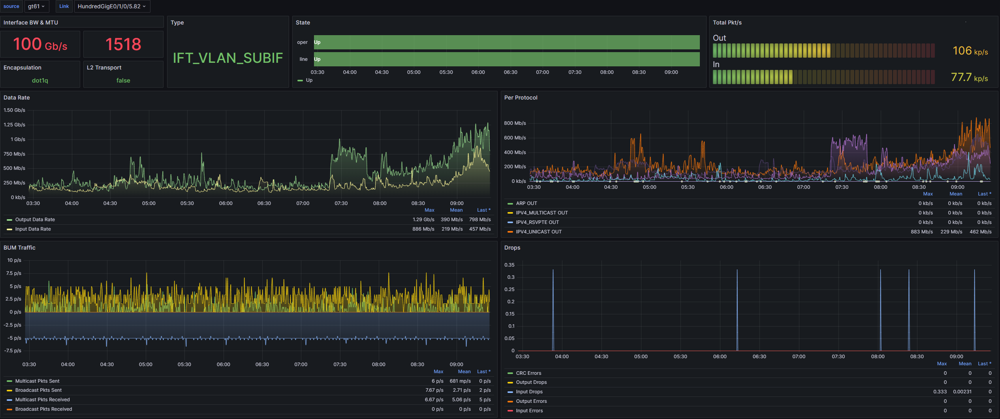 source gt61 Link HundredGigE0/1/0/5.82
Interface BW & MTU
100 Gb/s
1518
Encapsulation
dot1q
L2 Transport
false
Type
IFT_VLAN_SUBIF
State
oper Up
line Up
03:30 04:00 04:30 05:00 05:30 06:00 06:30 07:00 07:30 08:00 08:30 09:00
Up
Total Pkt/s
Out
106 kp/s
In
77.7 kp/s
Data Rate
1.50 Gb/s
1.25 Gb/s
1 Gb/s
750 Mb/s
500 Mb/s
250 Mb/s
0 kb/s
03:30 04:00 04:30 05:00 05:30 06:00 06:30 07:00 07:30 08:00 08:30 09:00
Max Mean Last *
Output Data Rate 1.29 Gb/s 390 Mb/s 798 Mb/s
Input Data Rate 886 Mb/s 219 Mb/s 457 Mb/s
Per Protocol
800 Mb/s
600 Mb/s
400 Mb/s
200 Mb/s
0 kb/s
03:30 04:00 04:30 05:00 05:30 06:00 06:30 07:00 07:30 08:00 08:30 09:00
Max Mean Last *
ARP OUT 0 kb/s 0 kb/s 0 kb/s
IPV4_MULTICAST OUT 0 kb/s 0 kb/s 0 kb/s
IPV4_RSVPTE OUT 0 kb/s 0 kb/s 0 kb/s
IPV4_UNICAST OUT 883 Mb/s 229 Mb/s 462 Mb/s
BUM Traffic
10 p/s
7.5 p/s
5 p/s
2.5 p/s
0 p/s
-2.5 p/s
-5 p/s
-7.5 p/s
03:30 04:00 04:30 05:00 05:30 06:00 06:30 07:00 07:30 08:00 08:30 09:00
Max Mean Last *
Multicast Pkts Sent 6 p/s 681 mp/s 0 p/s
Broadcast Pkts Sent 7.67 p/s 2.71 p/s 2 p/s
Multicast Pkts Received 6.67 p/s 5.06 p/s 5 p/s
Broadcast Pkts Received 0 p/s 0 p/s 0 p/s
Drops
0.35
0.3
0.25
0.2
0.15
0.1
0.05
0
03:30 04:00 04:30 05:00 05:30 06:00 06:30 07:00 07:30 08:00 08:30 09:00
Max Mean Last *
CRC Errors 0 0 0
Output Drops 0 0 0
Input Drops 0.333 0.00231 0
Output Errors 0 0 0
Input Errors 0 0 0